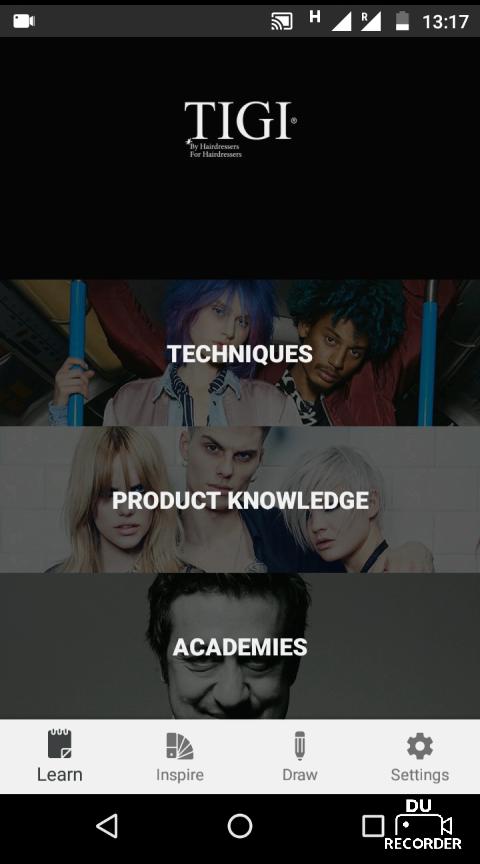 H R 13:17
TIGI®
By Hairdressers
For Hairdressers
TECHNIQUES
PRODUCT KNOWLEDGE
ACADEMIES
Learn Inspire Draw Settings
DU
RECORDER